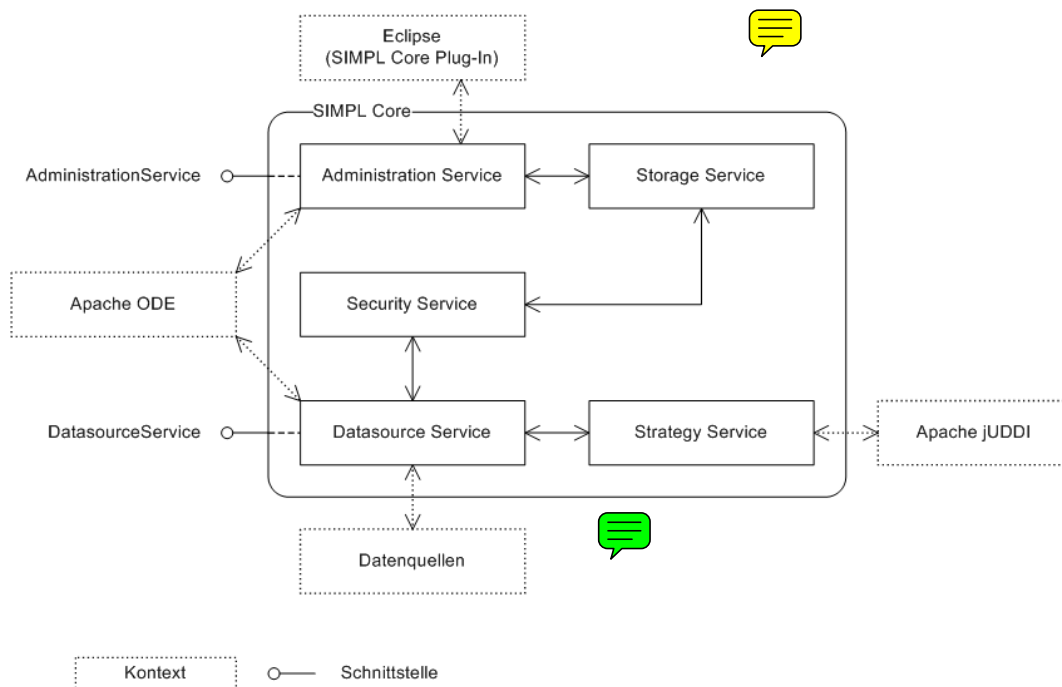 Eclipse
(SIMPL Core Plug-In)
SIMPL Core
AdministrationService
Administration Service
Storage Service
Apache ODE
Security Service
DatasourceService
Datasource Service
Strategy Service
Apache jUDDI
Datenquellen
Kontext
Schnittstelle